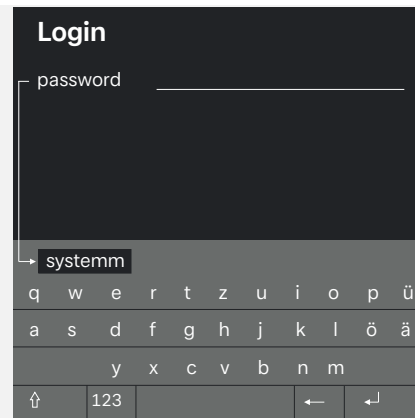 Login
password
systemm
q w e r t z u i o p ü
a s d f g h j k l ö ä
y x c v b n m
123